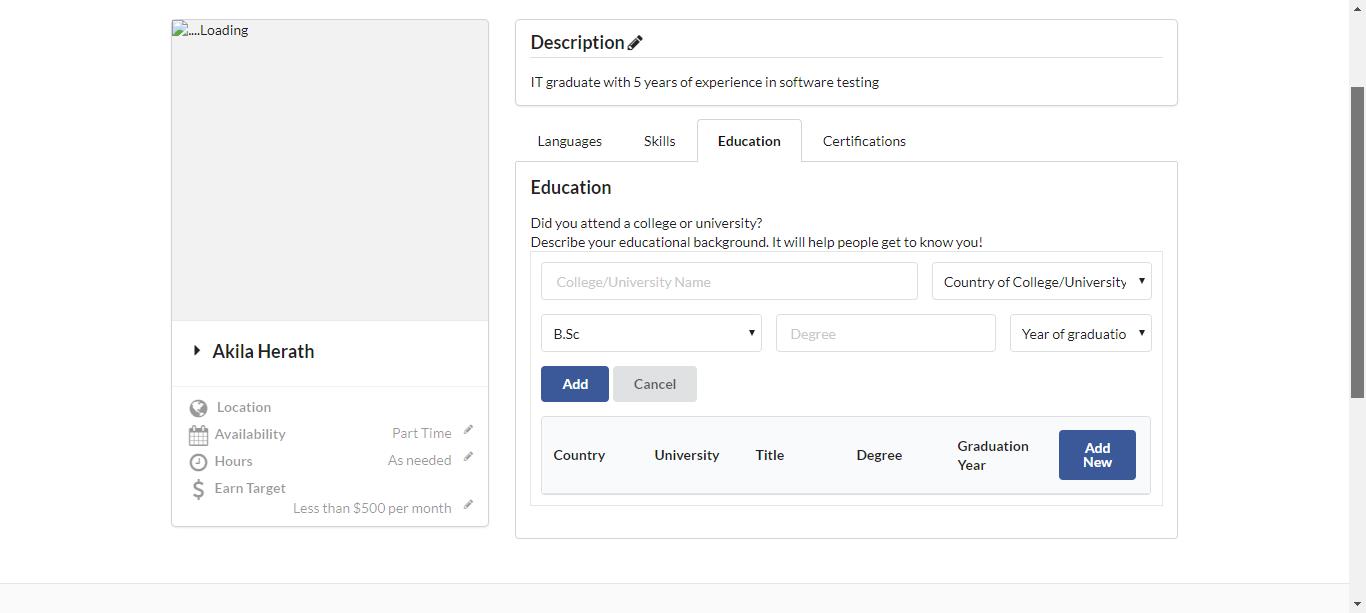 ....Loading
Akila Herath
Location
Availability Part Time
Hours As needed
Earn Target
Less than $500 per month
Description
IT graduate with 5 years of experience in software testing
Languages Skills Education Certifications
Education
Did you attend a college or university?
Describe your educational background. It will help people get to know you!
College/University Name Country of College/University
B.Sc Degree Year of graduatio
Add Cancel
Country University Title Degree Graduation Year Add New